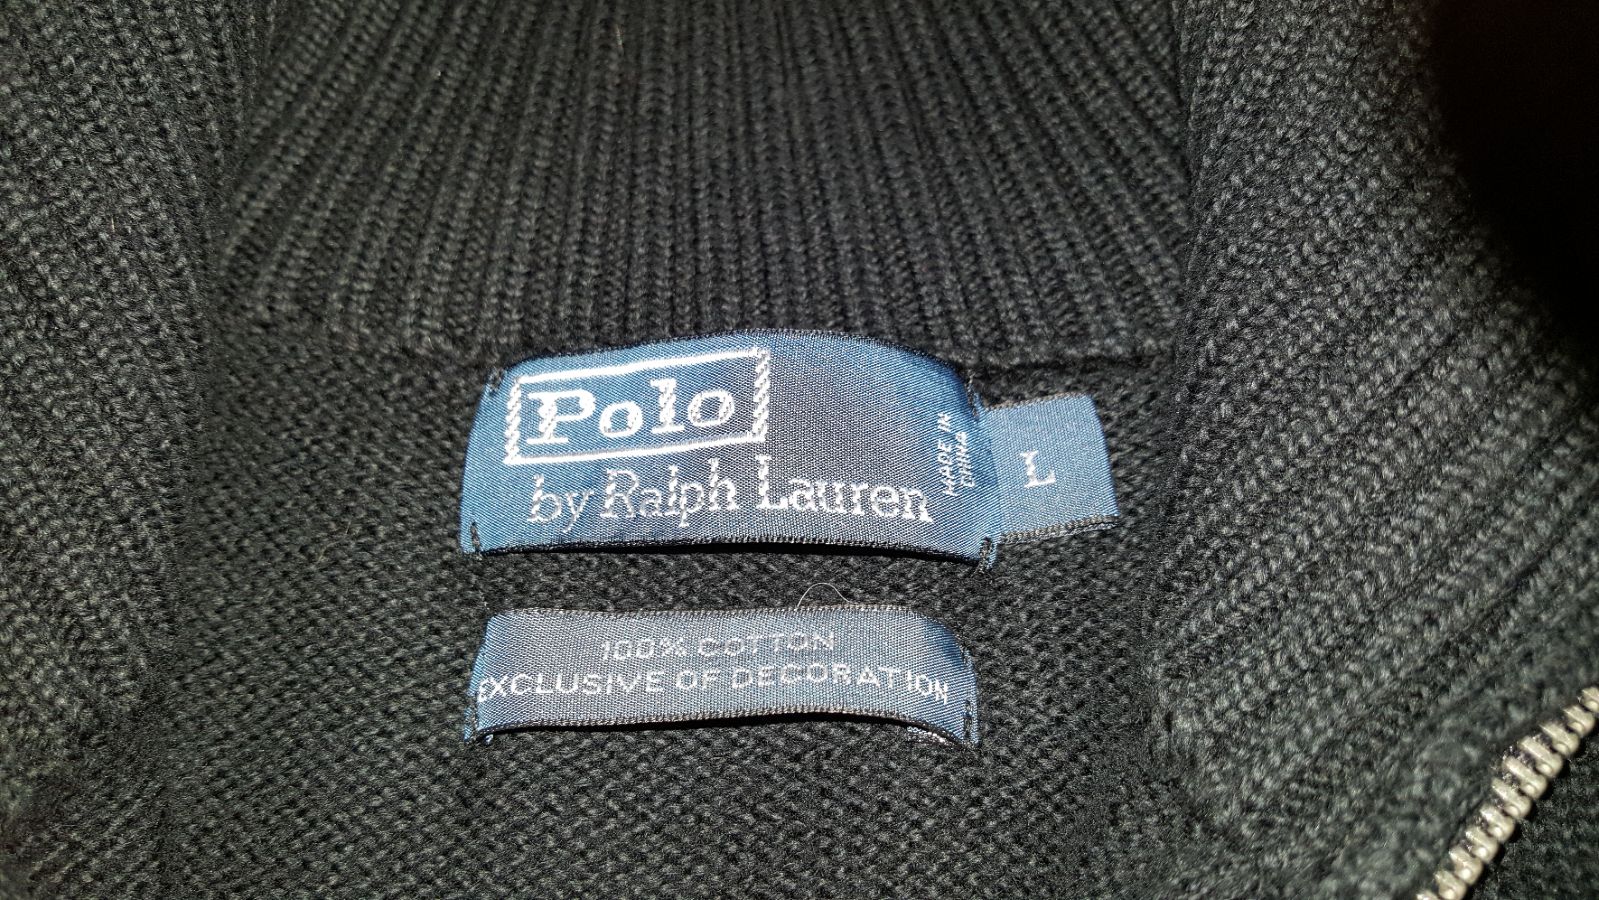 Polo
by Ralph Lauren
MADE IN
CHINA
L
100% COTTON
EXCLUSIVE OF DECORATION